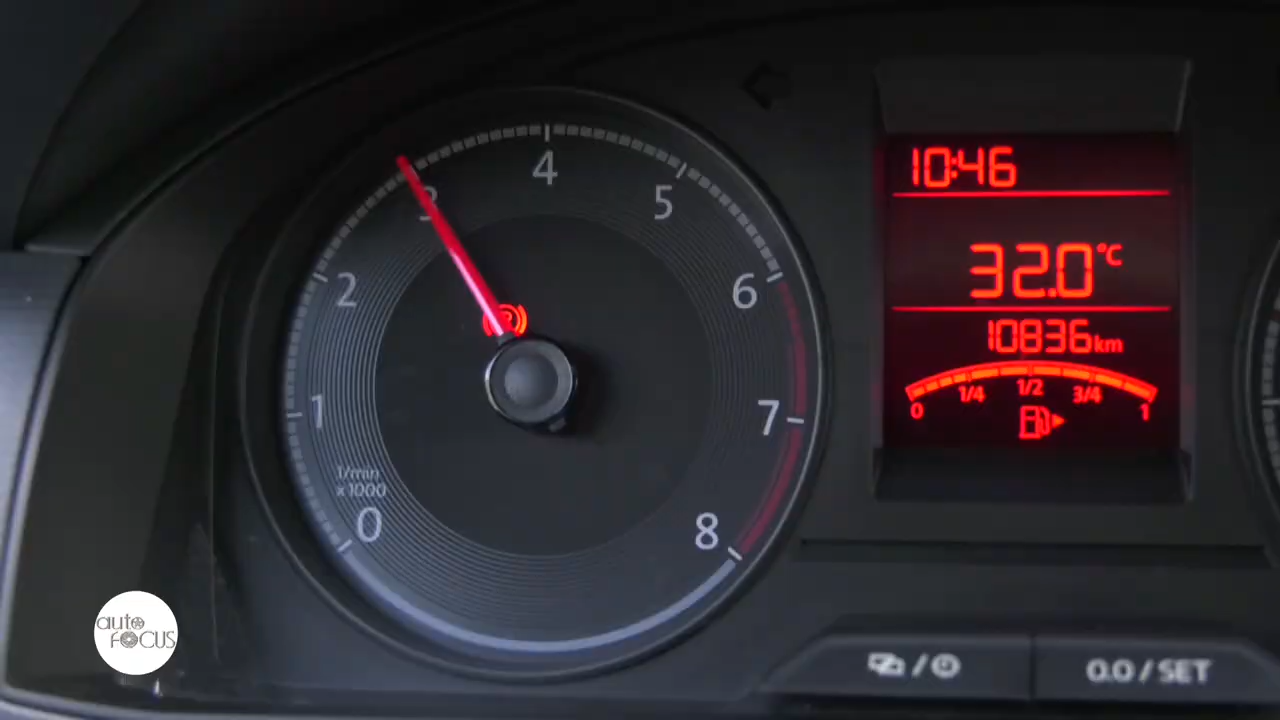 4
3
5
2
6
1
7
1/min
x1000
0
8
10:46
32.0°C
10836km
0 1/4 1/2 3/4 1
0.0 / SET
auto
FOCUS